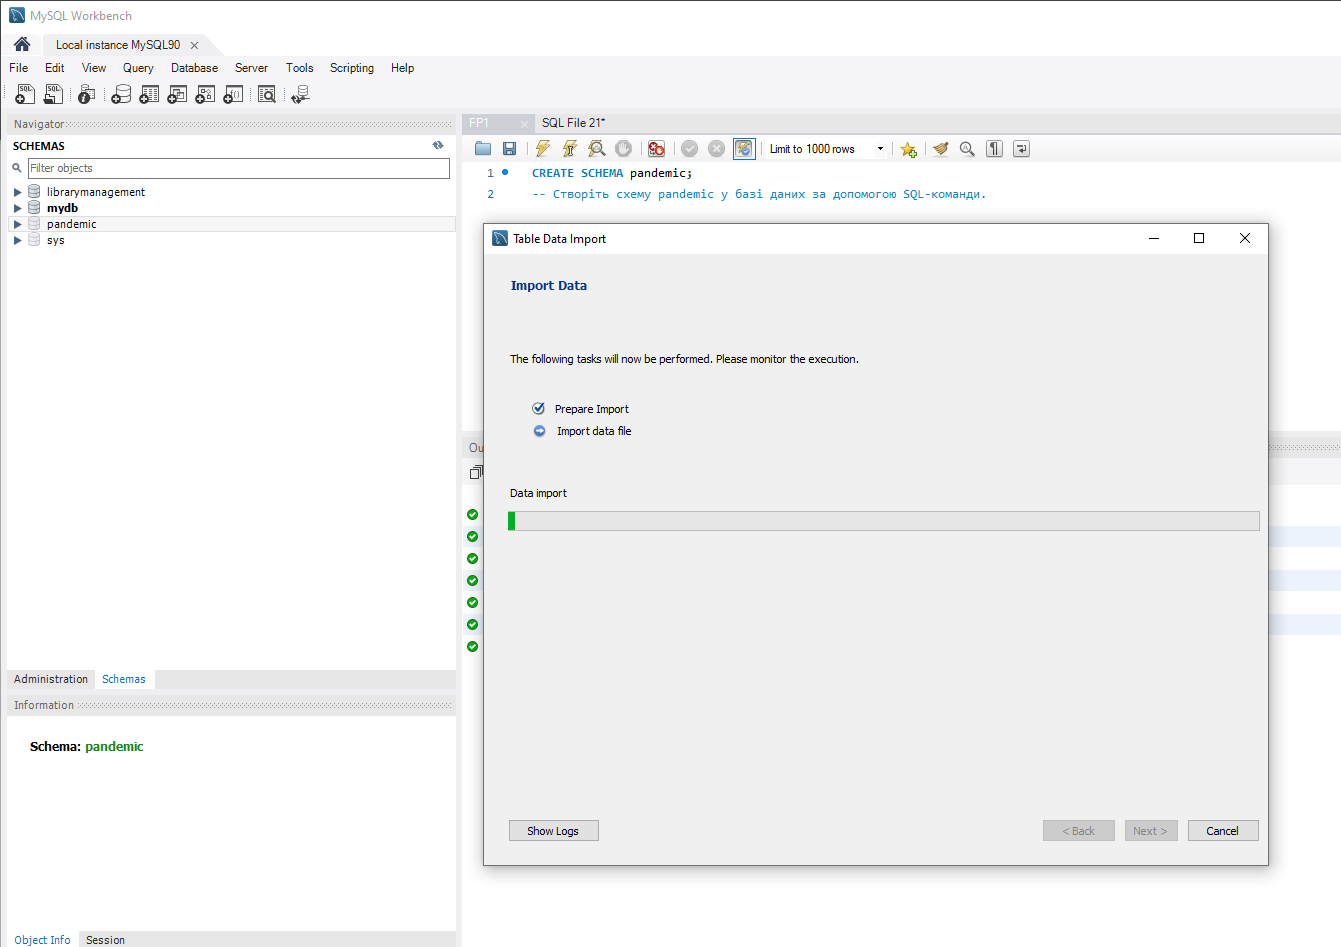 MySQL Workbench
Local instance MySQL90
File Edit View Query Database Server Tools Scripting Help
Navigator
SCHEMAS
Filter objects
librarymanagement
mydb
pandemic
sys
Administration Schemas
Information
Schema: pandemic
Object Info Session
FP1 SQL File 21*
Limit to 1000 rows
1 CREATE SCHEMA pandemic;
2 -- Створіть схему pandemic у базі даних за допомогою SQL-команди.
Ou
Table Data Import
Import Data
The following tasks will now be performed. Please monitor the execution.
Prepare Import
Import data file
Data import
Show Logs < Back Next > Cancel